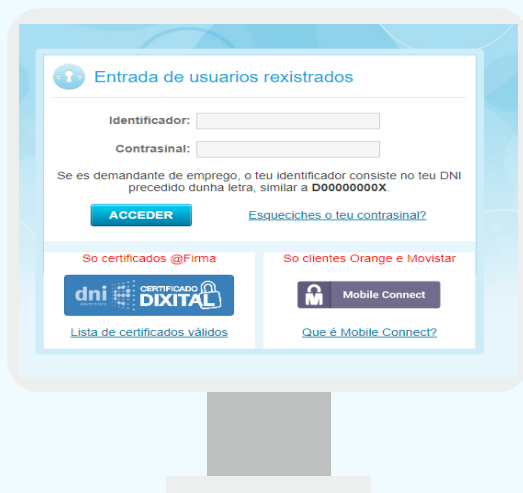 Entrada de usuarios rexistrados
Identificador:
Contrasinal:
Se es demandante de emprego, o teu identificador consiste no teu DNI
precedido dunha letra, similar a D00000000X.
ACCEDER
Esqueciches o teu contrasinal?
So certificados @Firma
So clientes Orange e Movistar
dni
CERTIFICADO
DIXITAL
Mobile Connect
Lista de certificados válidos
Que é Mobile Connect?